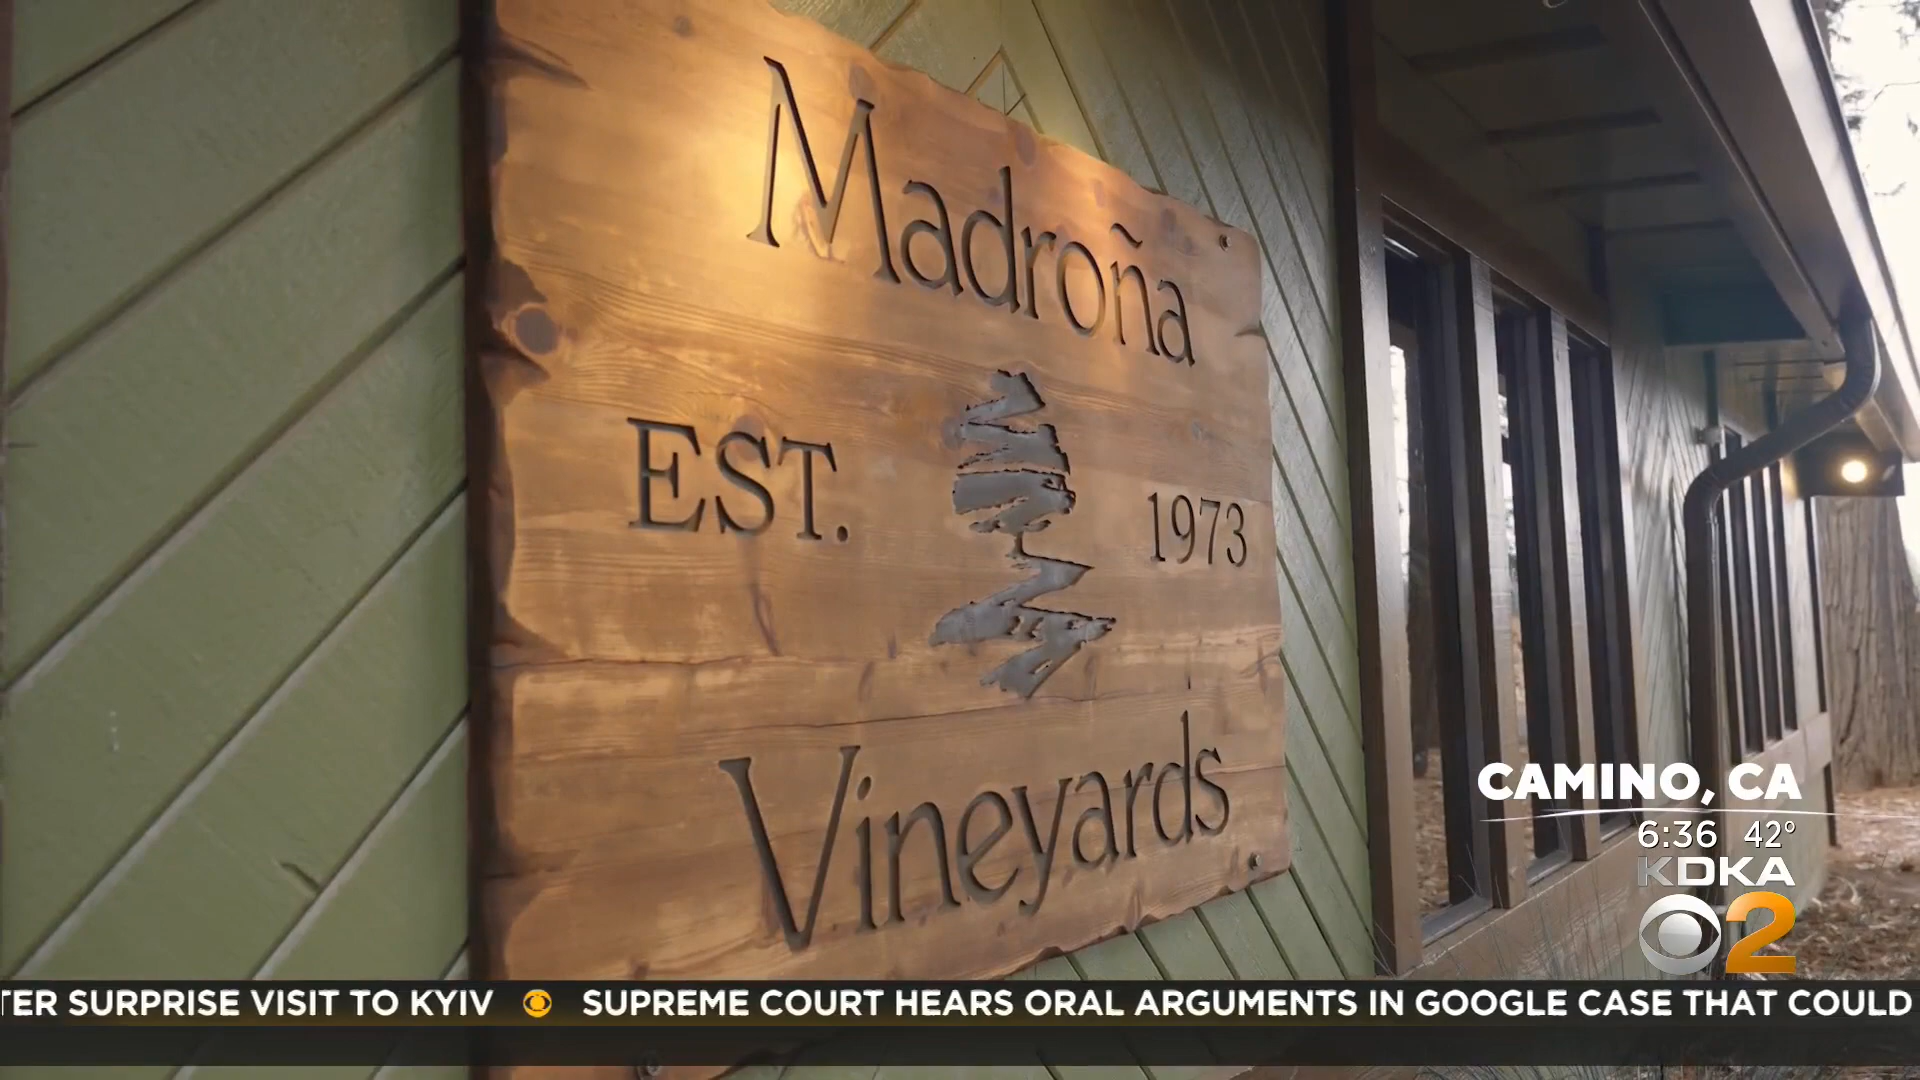 Madroña
EST. 1973
Vineyards
CAMINO, CA
6:36 42°
KDKA
2
TER SURPRISE VISIT TO KYIV SUPREME COURT HEARS ORAL ARGUMENTS IN GOOGLE CASE THAT COULD